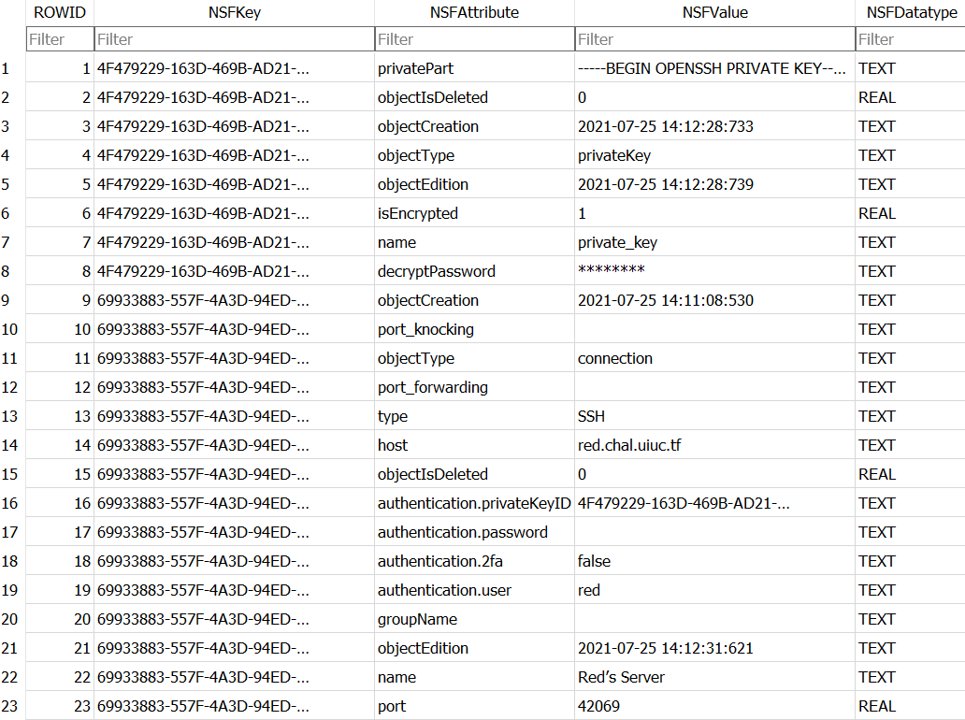 ROWID NSFKey NSFAttribute NSFValue NSFDatatype
Filter Filter Filter Filter Filter
1 1 4F479229-163D-469B-AD21-... privatePart -----BEGIN OPENSSH PRIVATE KEY--... TEXT
2 2 4F479229-163D-469B-AD21-... objectIsDeleted 0 REAL
3 3 4F479229-163D-469B-AD21-... objectCreation 2021-07-25 14:12:28:733 TEXT
4 4 4F479229-163D-469B-AD21-... objectType privateKey TEXT
5 5 4F479229-163D-469B-AD21-... objectEdition 2021-07-25 14:12:28:739 TEXT
6 6 4F479229-163D-469B-AD21-... isEncrypted 1 REAL
7 7 4F479229-163D-469B-AD21-... name private_key TEXT
8 8 4F479229-163D-469B-AD21-... decryptPassword ******** TEXT
9 9 69933883-557F-4A3D-94ED-... objectCreation 2021-07-25 14:11:08:530 TEXT
10 10 69933883-557F-4A3D-94ED-... port_knocking TEXT
11 11 69933883-557F-4A3D-94ED-... objectType connection TEXT
12 12 69933883-557F-4A3D-94ED-... port_forwarding TEXT
13 13 69933883-557F-4A3D-94ED-... type SSH TEXT
14 14 69933883-557F-4A3D-94ED-... host red.chal.uiuc.tf TEXT
15 15 69933883-557F-4A3D-94ED-... objectIsDeleted 0 REAL
16 16 69933883-557F-4A3D-94ED-... authentication.privateKeyID 4F479229-163D-469B-AD21-... TEXT
17 17 69933883-557F-4A3D-94ED-... authentication.password TEXT
18 18 69933883-557F-4A3D-94ED-... authentication.2fa false TEXT
19 19 69933883-557F-4A3D-94ED-... authentication.user red TEXT
20 20 69933883-557F-4A3D-94ED-... groupName TEXT
21 21 69933883-557F-4A3D-94ED-... objectEdition 2021-07-25 14:12:31:621 TEXT
22 22 69933883-557F-4A3D-94ED-... name Red’s Server TEXT
23 23 69933883-557F-4A3D-94ED-... port 42069 REAL